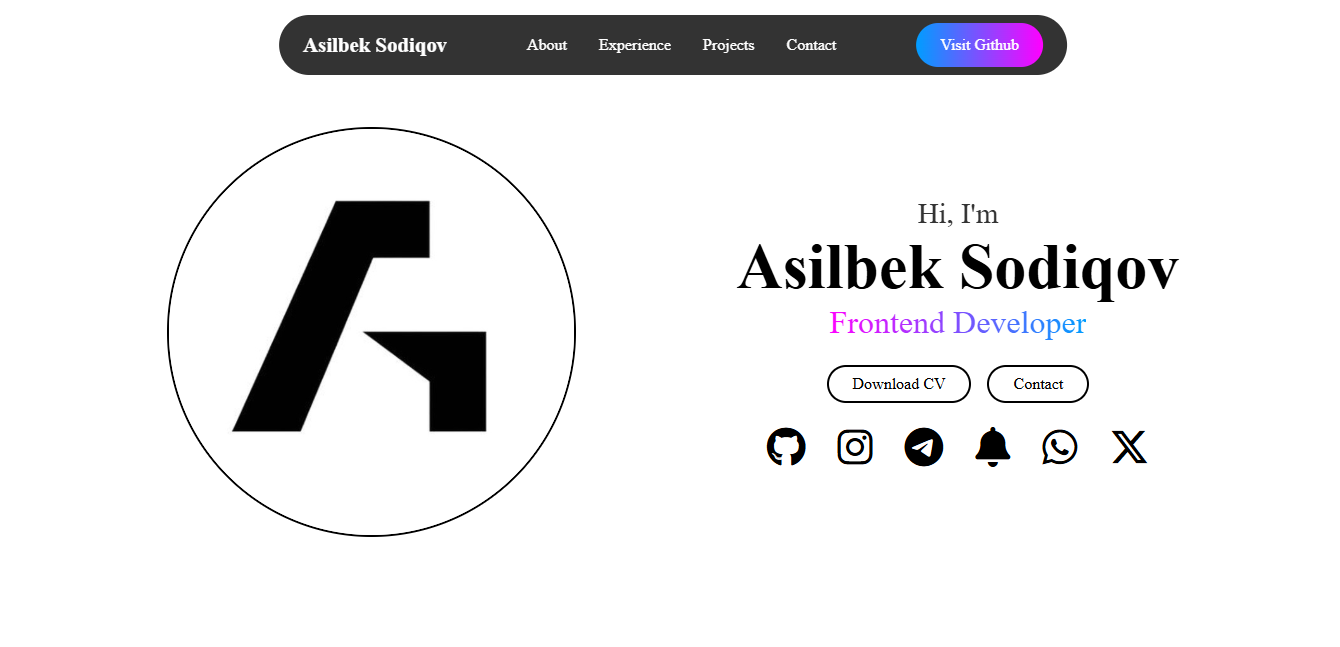 Asilbek Sodiqov About Experience Projects Contact Visit Github
Hi, I'm
Asilbek Sodiqov
Frontend Developer
Download CV Contact